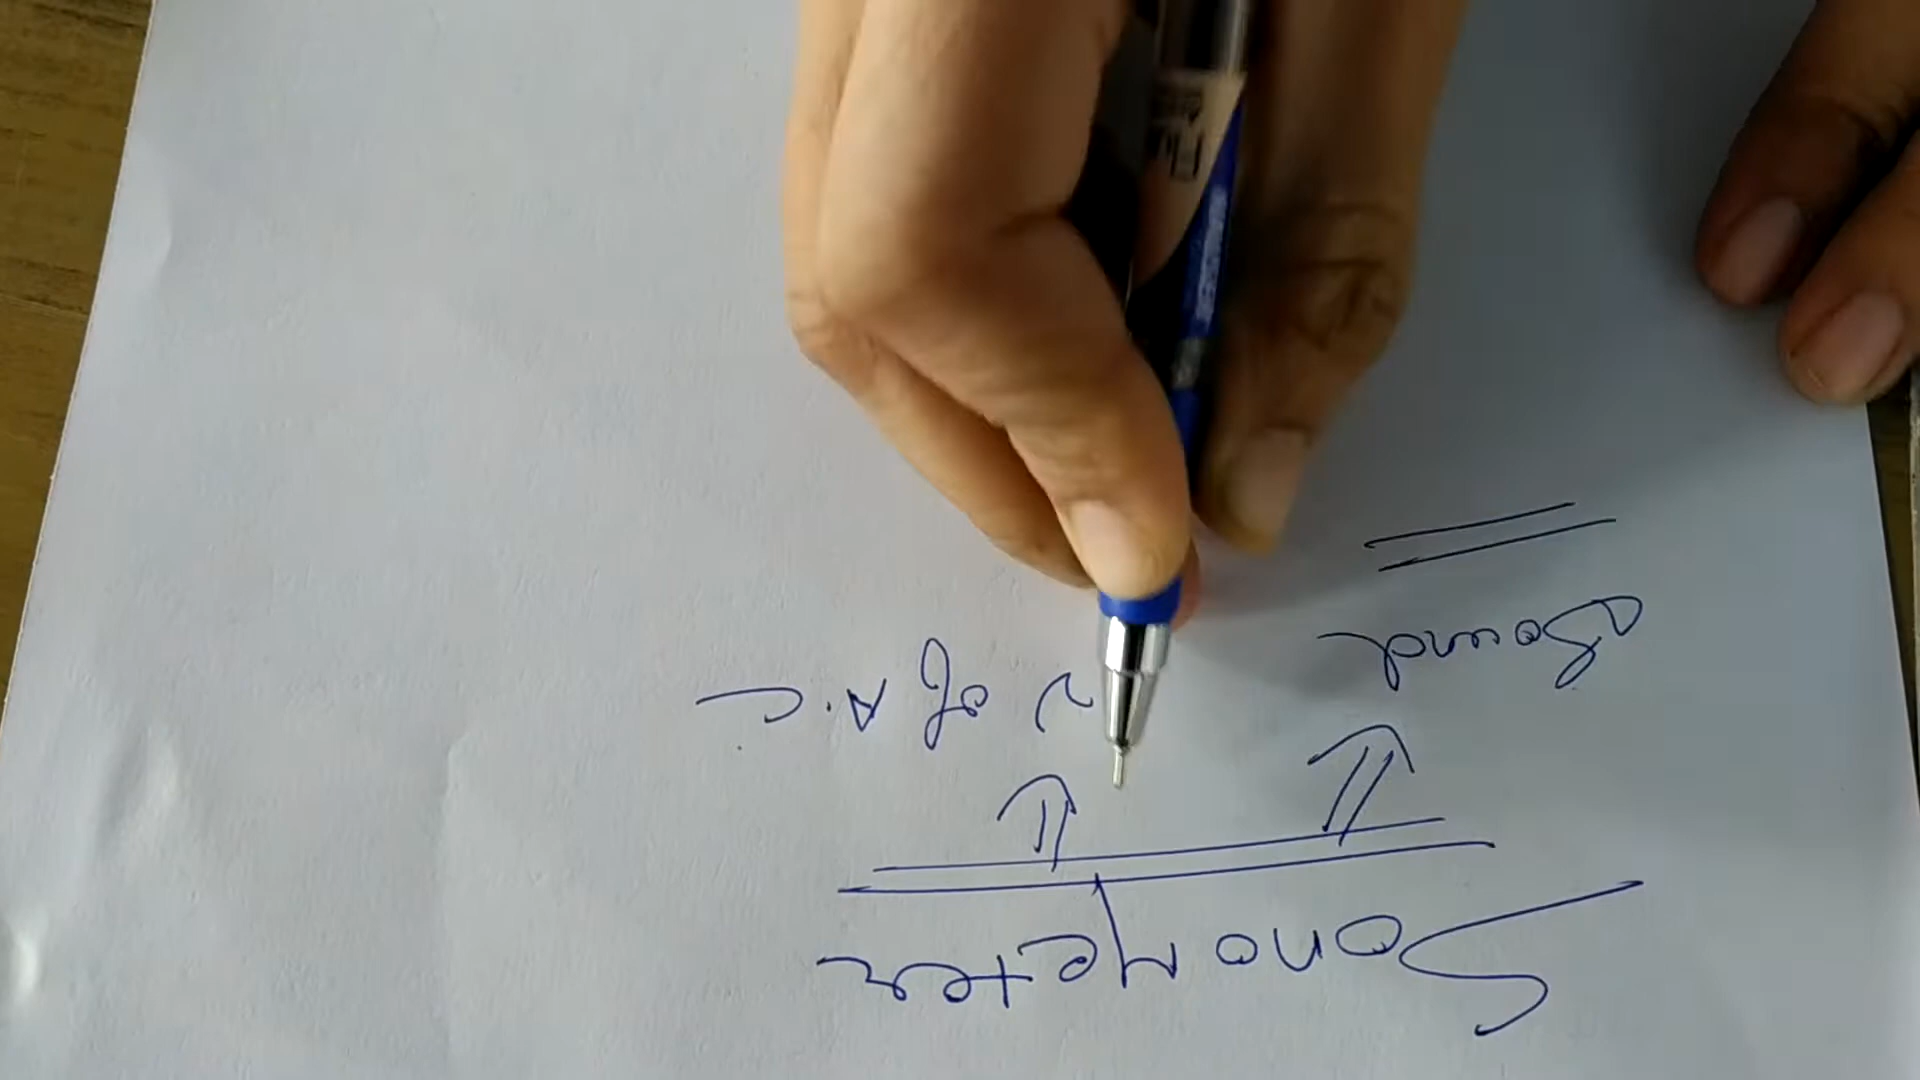 Sonometer
Sound
ν of A.C